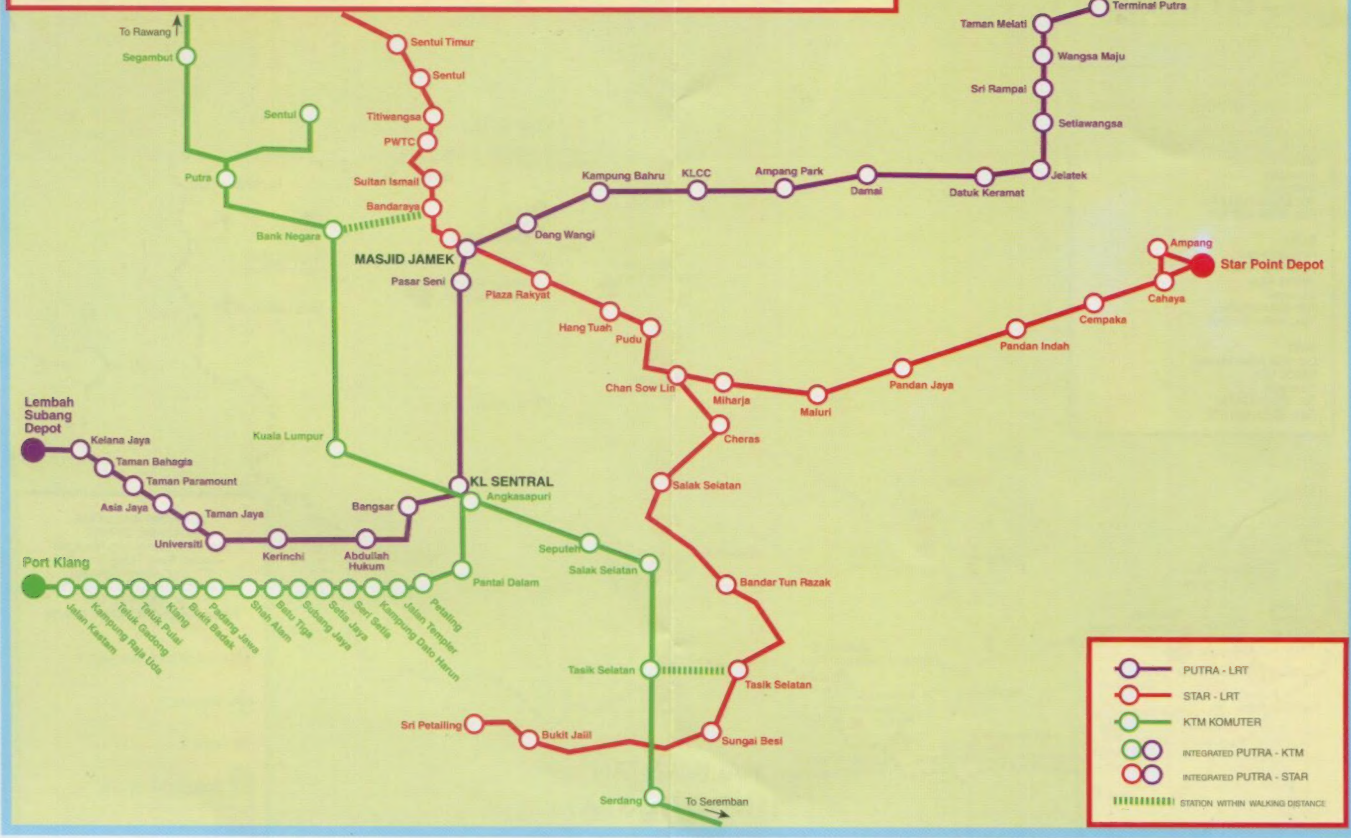 Terminal Putra
Taman Melati
To Rawang
Sentul Timur
Segambut
Wangsa Maju
Sentul
Sri Rampai
Sentul
Titiwangsa
Setiawangsa
PWTC
Ampang Park
KLCC
Kampung Bahru
Jelatek
Putra
Sultan Ismail
Damai
Datuk Keramat
Bandaraya
Bank Negara
Dang Wangi
Ampang
MASJID JAMEK
Star Point Depot
Pasar Seni
Plaza Rakyat
Cahaya
Cempaka
Hang Tuah
Pudu
Pandan Indah
Chan Sow Lin
Pandan Jaya
Miharja
Maluri
Lembah
Subang
Depot
Kuala Lumpur
Cheras
Kelana Jaya
Taman Bahagia
Taman Paramount
KL SENTRAL
Salak Selatan
Angkasapuri
Asia Jaya
Bangsar
Taman Jaya
Universiti
Kerinchi
Abdullah
Hukum
Seputeh
Port Klang
Salak Selatan
Pantai Dalam
Bandar Tun Razak
Jalan Kastam
Kampung Raja Uda
Teluk Gadong
Teluk Pulai
Klang
Bukit Badak
Padang Jawa
Shah Alam
Batu Tiga
Subang Jaya
Setia Jaya
Seri Setia
Kampung Dato Harun
Jalan Templer
Petaling
Tasik Selatan
Tasik Selatan
Sri Petailing
Bukit Jalil
Sungai Besi
Serdang
To Seremban
PUTRA - LRT
STAR - LRT
KTM KOMUTER
INTEGRATED PUTRA - KTM
INTEGRATED PUTRA - STAR
STATION WITHIN WALKING DISTANCE